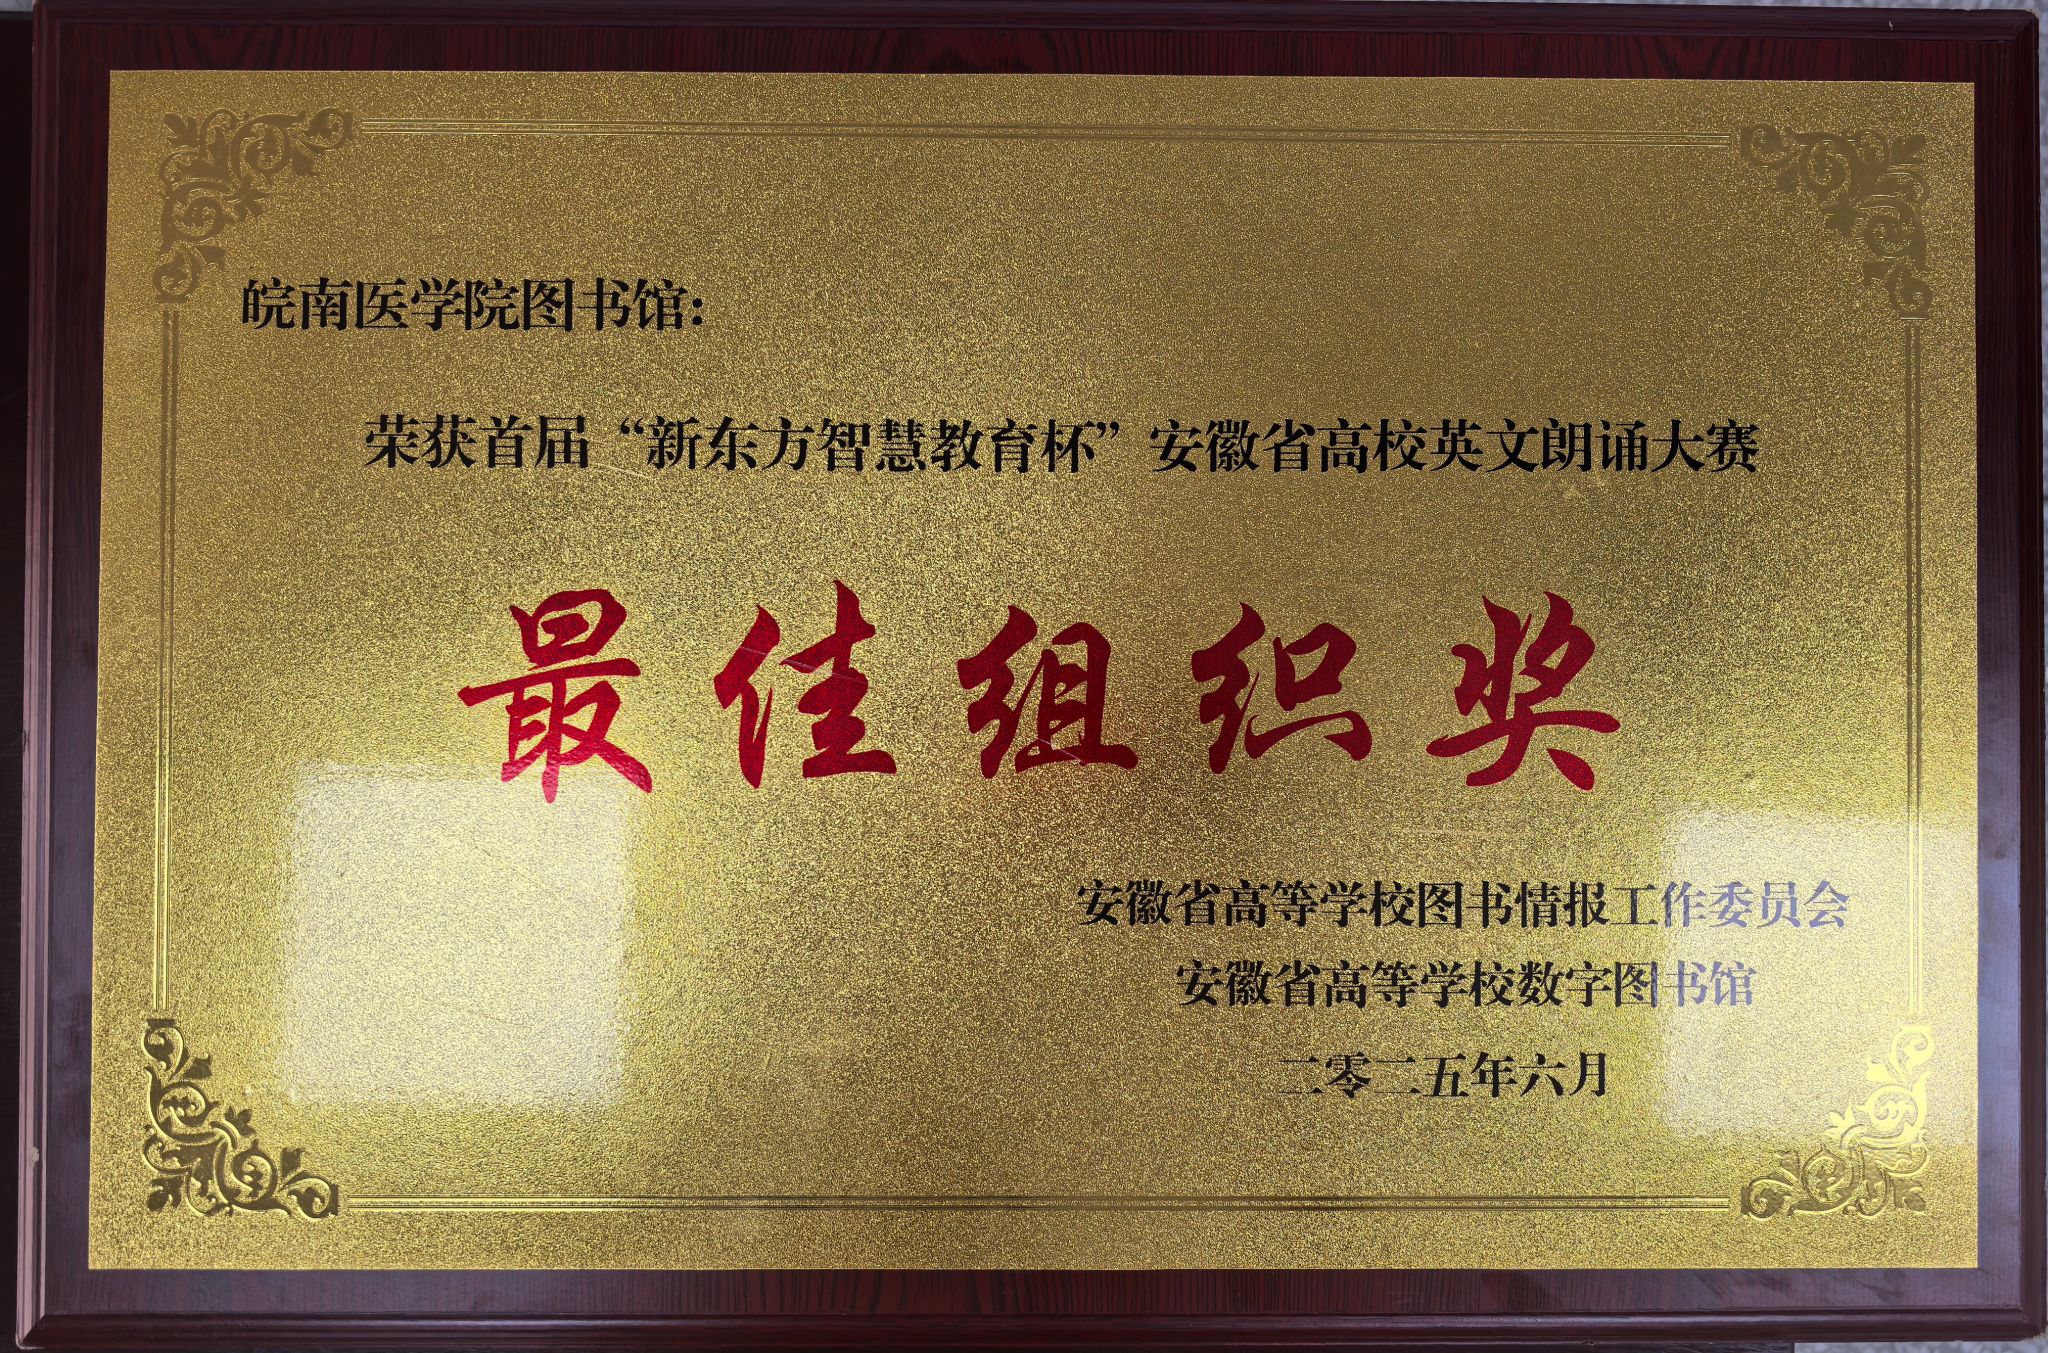 皖南医学院图书馆：
荣获首届“新东方智慧教育杯”安徽省高校英文朗诵大赛
最佳组织奖
安徽省高等学校图书情报工作委员会
安徽省高等学校数字图书馆
二零二五年六月